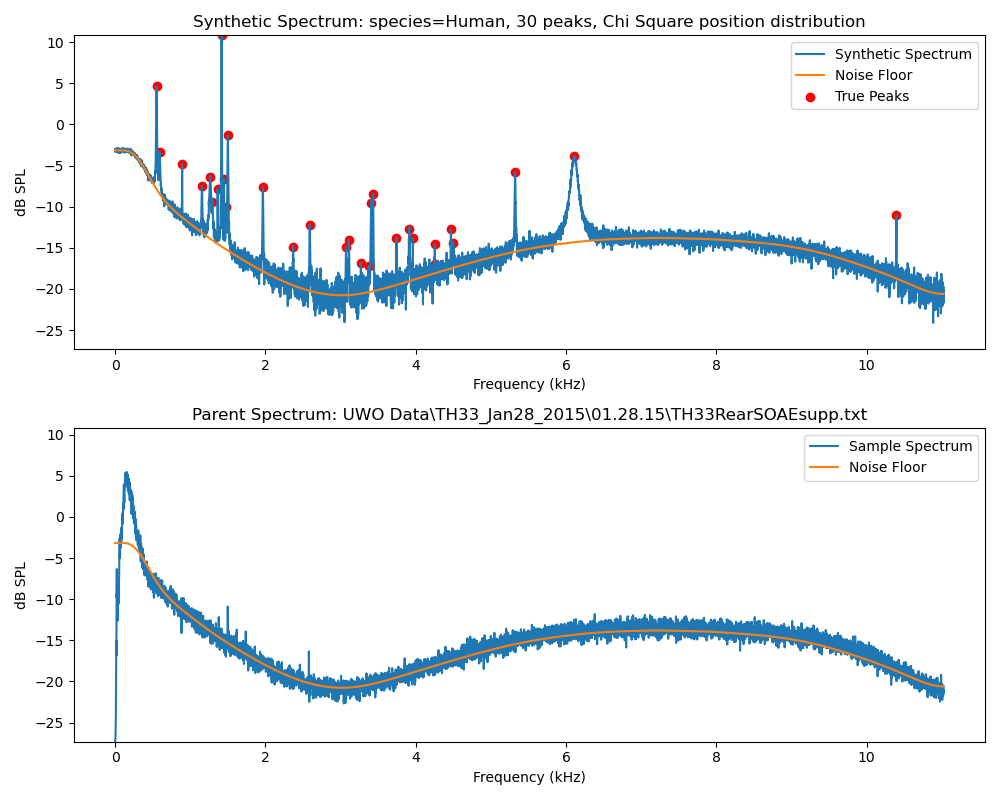 Synthetic Spectrum: species=Human, 30 peaks, Chi Square position distribution
10
5
0
−5
−10
−15
−20
−25
dB SPL
Synthetic Spectrum
Noise Floor
True Peaks
0 2 4 6 8 10
Frequency (kHz)
Parent Spectrum: UWO Data\TH33_Jan28_2015\01.28.15\TH33RearSOAEsupp.txt
10
5
0
−5
−10
−15
−20
−25
dB SPL
Sample Spectrum
Noise Floor
0 2 4 6 8 10
Frequency (kHz)